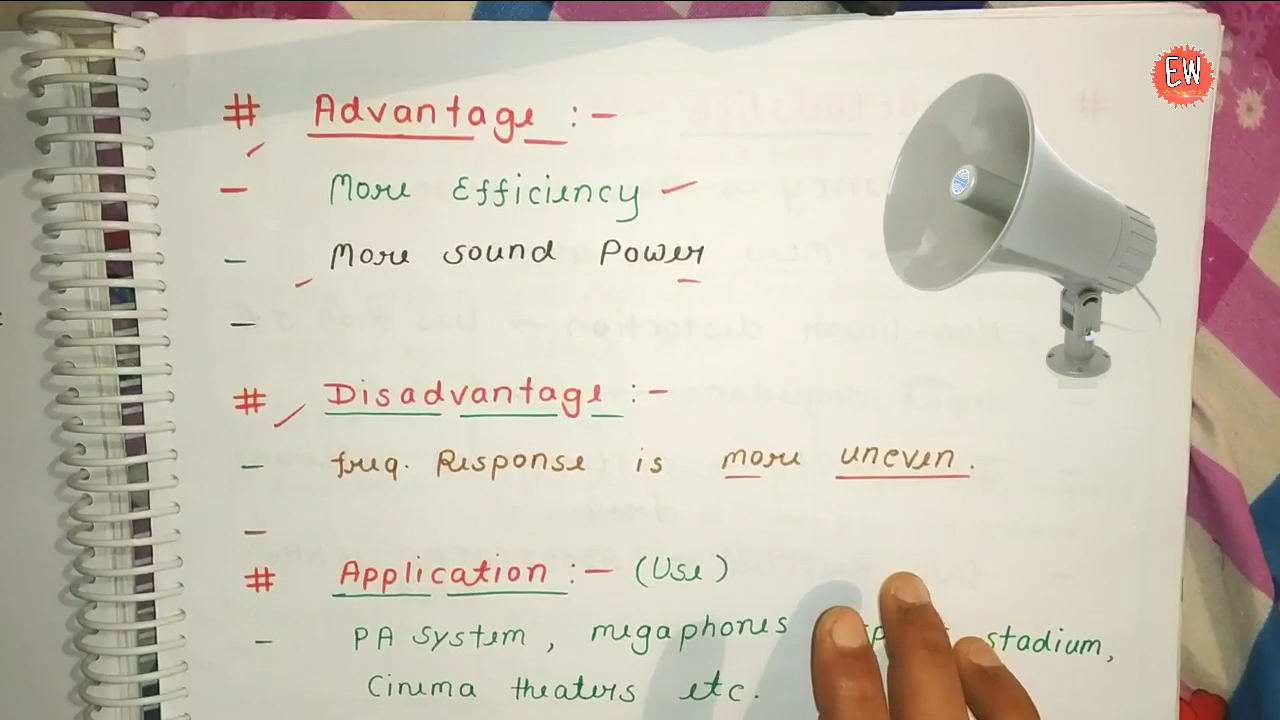 EW
# Advantage :-
- More Efficiency
- More sound Power
-
# Disadvantage :-
- freq. Response is more uneven.
-
# Application :- (Use)
- PA system, megaphones stadium,
Cinema theaters etc.